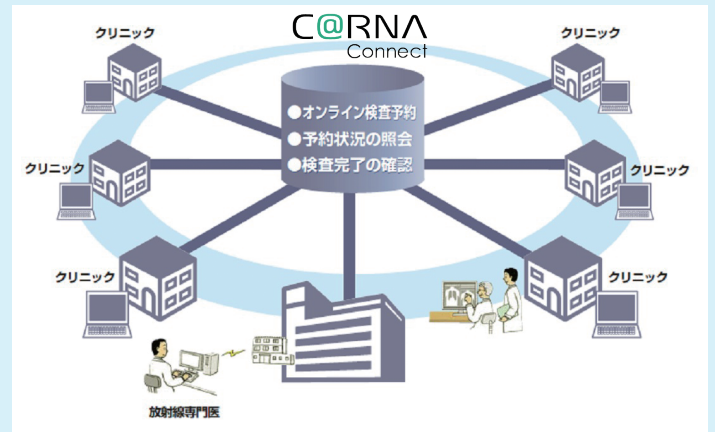 C@RNA
Connect
クリニック
クリニック
●オンライン検査予約
●予約状況の照会
●検査完了の確認
クリニック
クリニック
クリニック
クリニック
放射線専門医